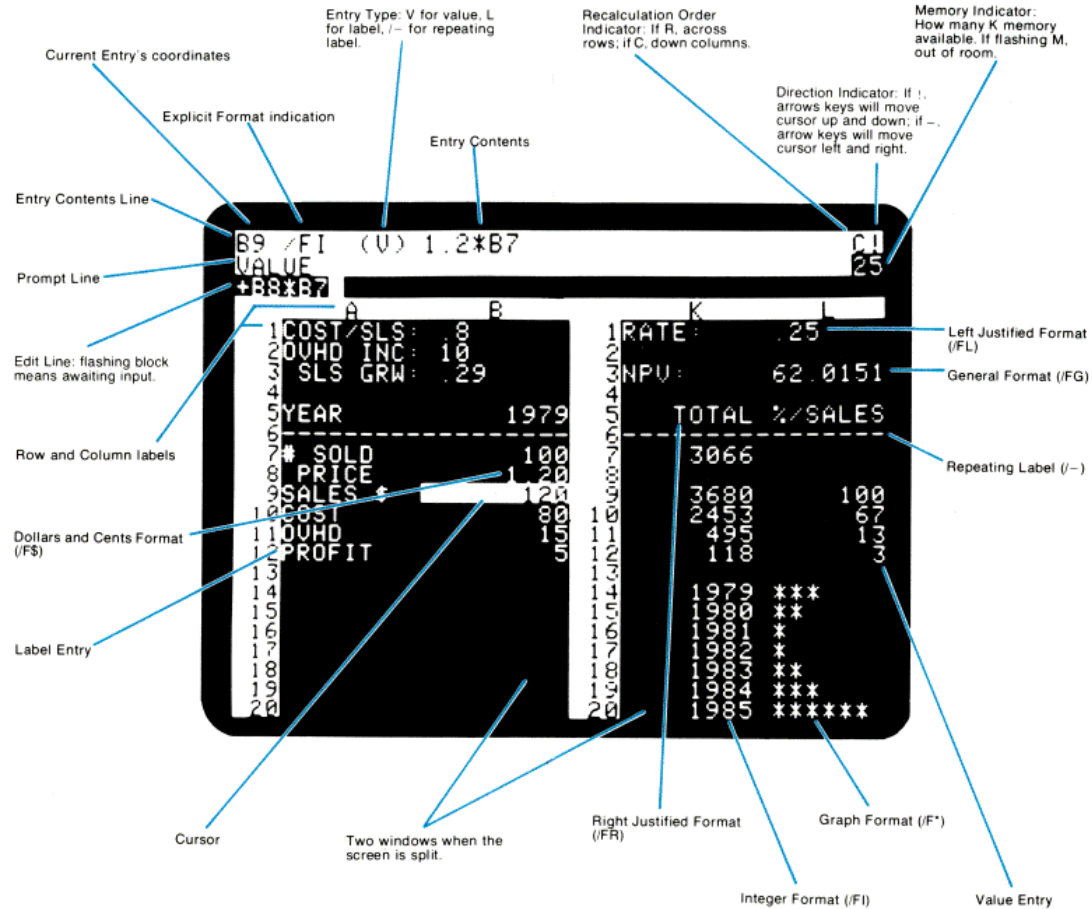 Entry Type: V for value, L
for label, /– for repeating
label.
Recalculation Order
Indicator: If R, across
rows; if C, down columns.
Memory Indicator:
How many K memory
available. If flashing M,
out of room.
Current Entry's coordinates
Explicit Format indication
Entry Contents
Direction Indicator: If !,
arrows keys will move
cursor up and down; if –,
arrow keys will move
cursor left and right.
Entry Contents Line
Prompt Line
Edit Line: flashing block
means awaiting input.
Row and Column labels
Dollars and Cents Format
(/F$)
Label Entry
B9 /FI (V) 1.2*B7 C!
VALUE 25
+B8*B7
A B K L
1 COST/SLS: .8 1 RATE: .25
2 OVHD INC: 10 2
3 SLS GRW: .29 3 NPV: 62.0151
4 4
5 YEAR 1979 5 TOTAL %/SALES
6 ------------------ 6 ------------------
7 # SOLD 100 7 3066
8 PRICE 1.20 8
9 SALES $ 120 9 3680 100
10 COST 80 10 2453 67
11 OVHD 15 11 495 13
12 PROFIT 5 12 118 3
13 13
14 14 1979 ***
15 15 1980 **
16 16 1981 *
17 17 1982 *
18 18 1983 **
19 19 1984 ***
20 20 1985 ******
Left Justified Format
(/FL)
General Format (/FG)
Repeating Label (/–)
Cursor
Two windows when the
screen is split.
Right Justified Format
(/FR)
Graph Format (/F*)
Integer Format (/FI)
Value Entry